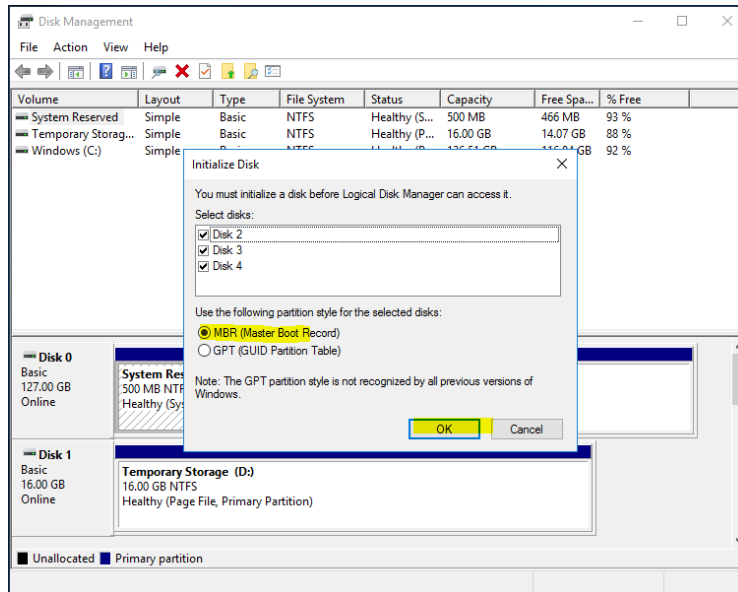 Disk Management
File Action View Help
Volume Layout Type File System Status Capacity Free Spa... % Free
System Reserved Simple Basic NTFS Healthy (S... 500 MB 466 MB 93 %
Temporary Storag... Simple Basic NTFS Healthy (P... 16.00 GB 14.07 GB 88 %
Windows (C:) Simple GB 92 %
Initialize Disk
You must initialize a disk before Logical Disk Manager can access it.
Select disks:
Disk 2
Disk 3
Disk 4
Use the following partition style for the selected disks:
MBR (Master Boot Record)
GPT (GUID Partition Table)
Note: The GPT partition style is not recognized by all previous versions of
Windows.
OK Cancel
Disk 0
Basic
127.00 GB
Online
System Res
500 MB NTF
Healthy (Sys
Disk 1
Basic
16.00 GB
Online
Temporary Storage (D:)
16.00 GB NTFS
Healthy (Page File, Primary Partition)
Unallocated Primary partition